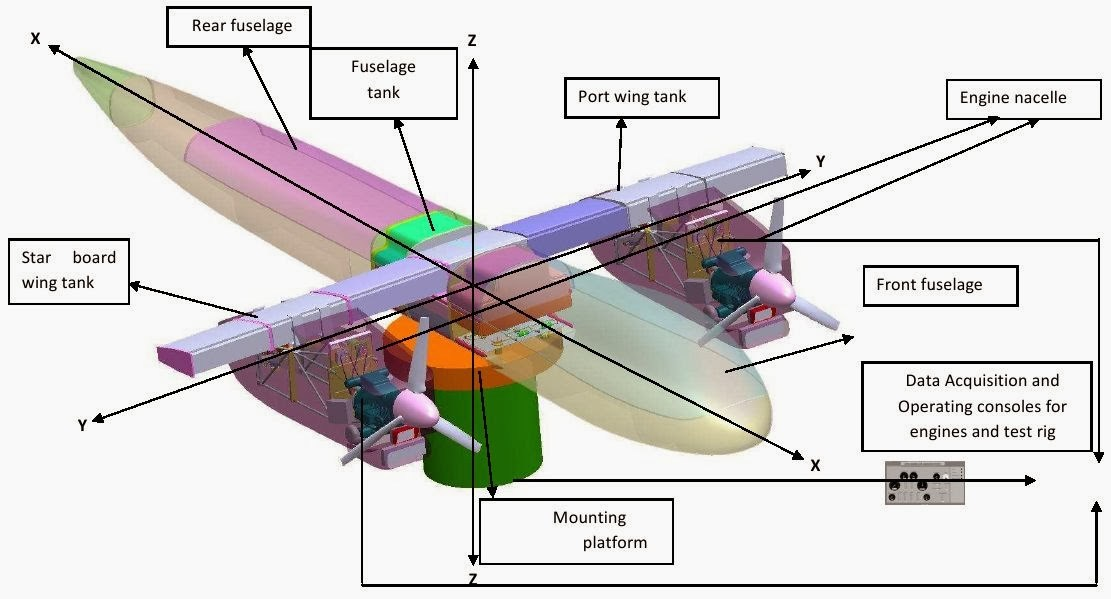 Rear fuselage
X
Z
Fuselage
tank
Port wing tank
Engine nacelle
Y
Star board
wing tank
Front fuselage
Data Acquisition and
Operating consoles for
engines and test rig
Y
X
Mounting
platform
Z